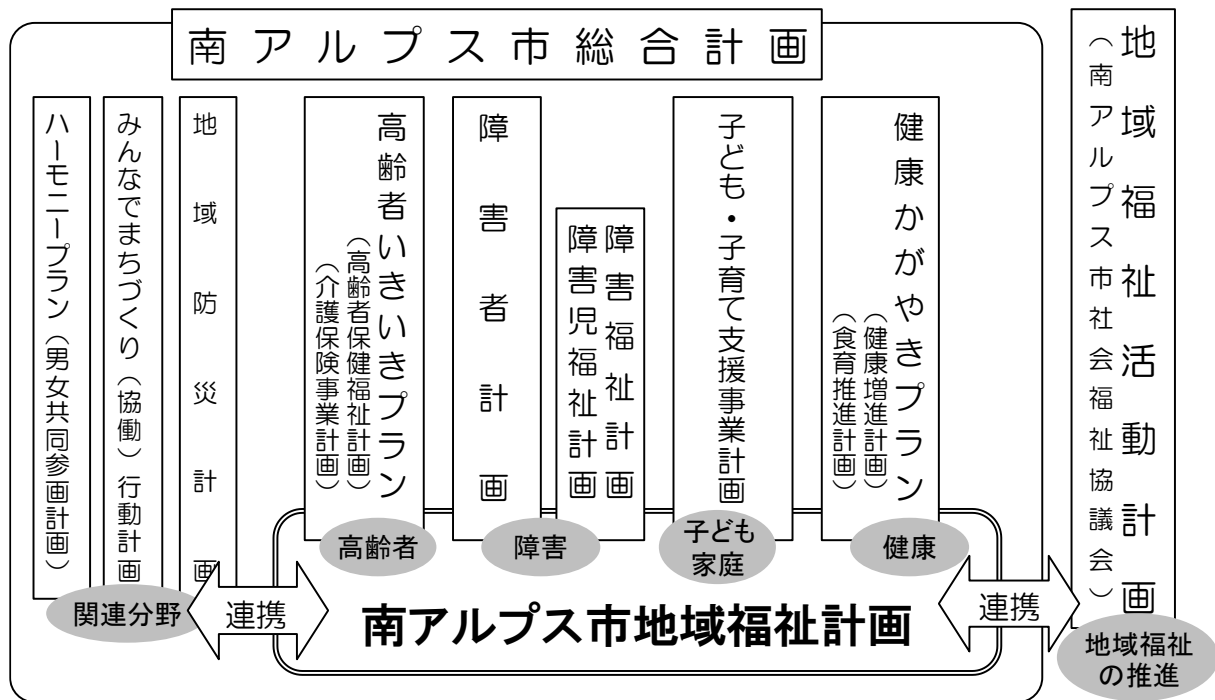 南アルプス市総合計画
地域福祉活動計画
（南アルプス市社会福祉協議会）
健康かがやきプラン
（健康増進計画）
（食育推進計画）
子ども・子育て支援事業計画
障害福祉計画
障害児福祉計画
障害者計画
高齢者いきいきプラン
（高齢者保健福祉計画）
（介護保険事業計画）
地域防災計画
みんなでまちづくり（協働）行動計画
ハーモニープラン（男女共同参画計画）
高齢者
障害
子ども
家庭
健康
関連分野
連携
南アルプス市地域福祉計画
連携
地域福祉
の推進